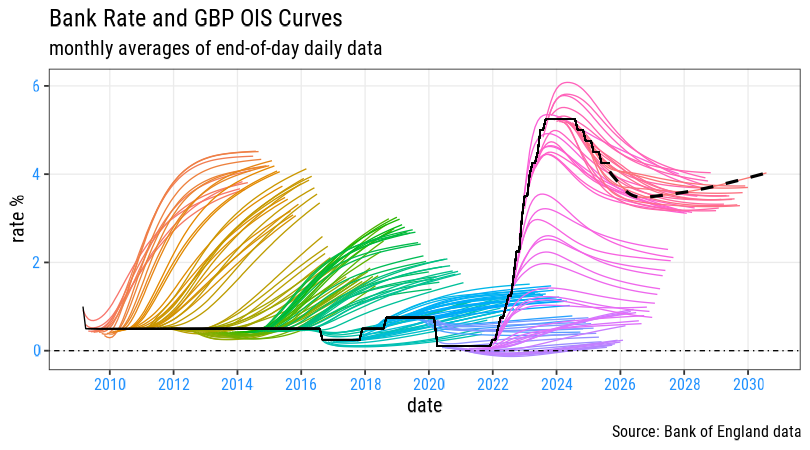 Bank Rate and GBP OIS Curves
monthly averages of end-of-day daily data
6
4
2
0
rate %
2010 2012 2014 2016 2018 2020 2022 2024 2026 2028 2030
date
Source: Bank of England data